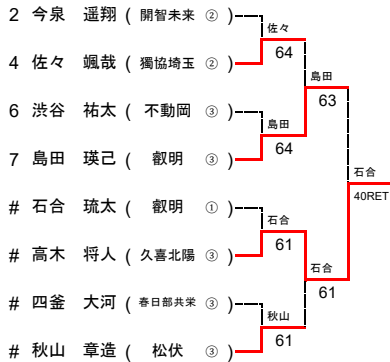 2 今泉 遥翔 ( 開智未来 ② )
佐々
4 佐々 颯哉 ( 獨協埼玉 ② )
64
島田
6 渋谷 祐太 ( 不動岡 ③ )
63
島田
7 島田 瑛己 ( 叡明 ③ )
64
石合
40RET
# 石合 琉太 ( 叡明 ① )
石合
# 高木 将人 ( 久喜北陽 ③ )
61
石合
# 四釜 大河 ( 春日部共栄 ③ )
61
秋山
# 秋山 章造 ( 松伏 ③ )
61